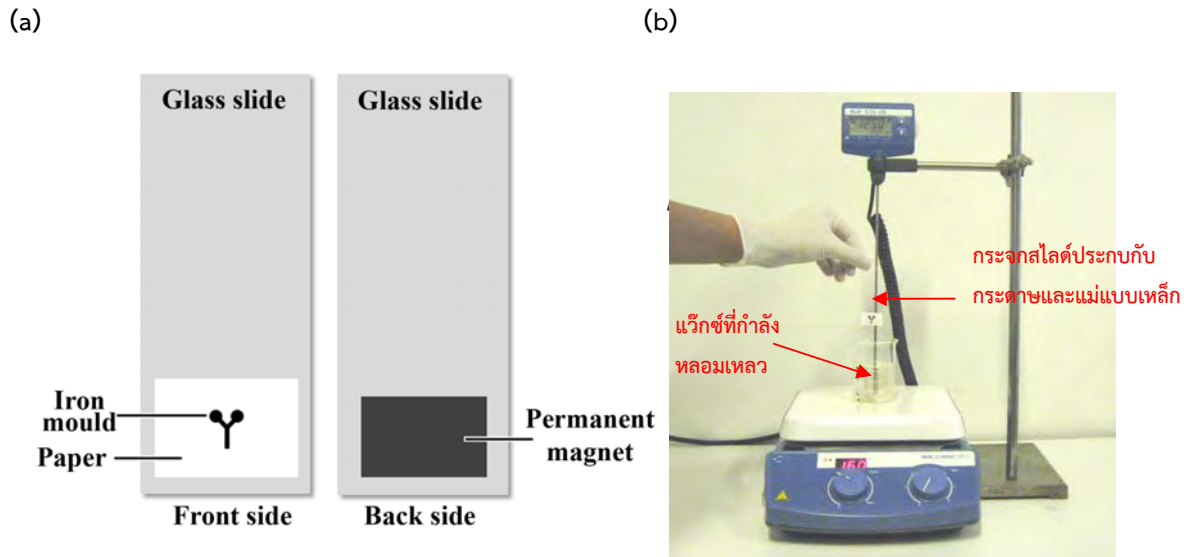 (a)
(b)
Glass slide
Glass slide
Iron
mould
Paper
Permanent
magnet
Front side
Back side
กระจกสไลด์ประกบกับ
กระดาษและแม่แบบเหล็ก
แว๊กซ์ที่กำลัง
หลอมเหลว
160